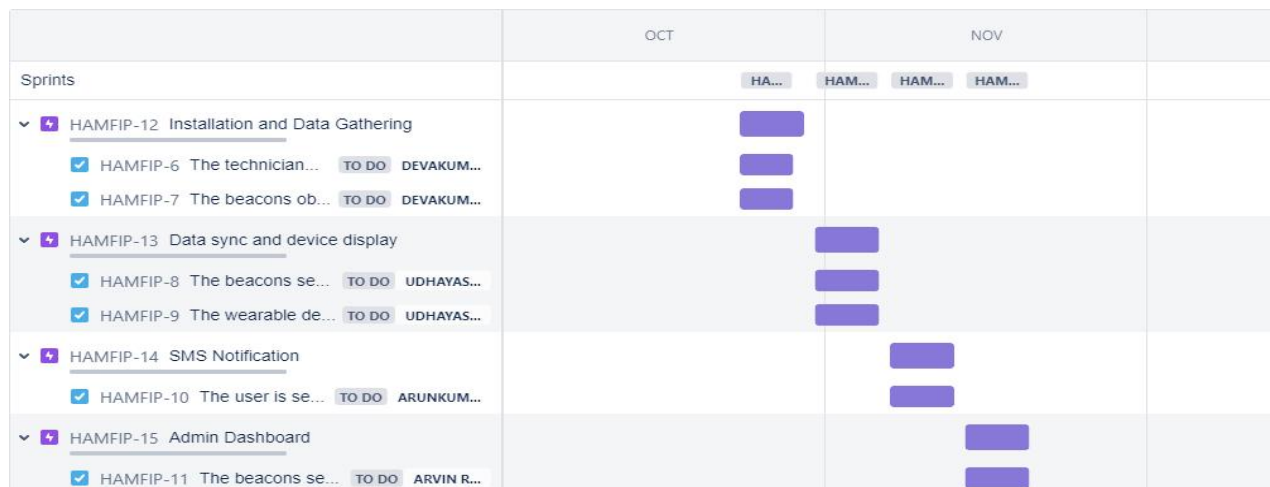 OCT NOV
Sprints HA... HAM... HAM... HAM...
HAMFIP-12 Installation and Data Gathering
HAMFIP-6 The technician... TO DO DEVAKUM...
HAMFIP-7 The beacons ob... TO DO DEVAKUM...
HAMFIP-13 Data sync and device display
HAMFIP-8 The beacons se... TO DO UDHAYAS...
HAMFIP-9 The wearable de... TO DO UDHAYAS...
HAMFIP-14 SMS Notification
HAMFIP-10 The user is se... TO DO ARUNKUM...
HAMFIP-15 Admin Dashboard
HAMFIP-11 The beacons se... TO DO ARVIN R...